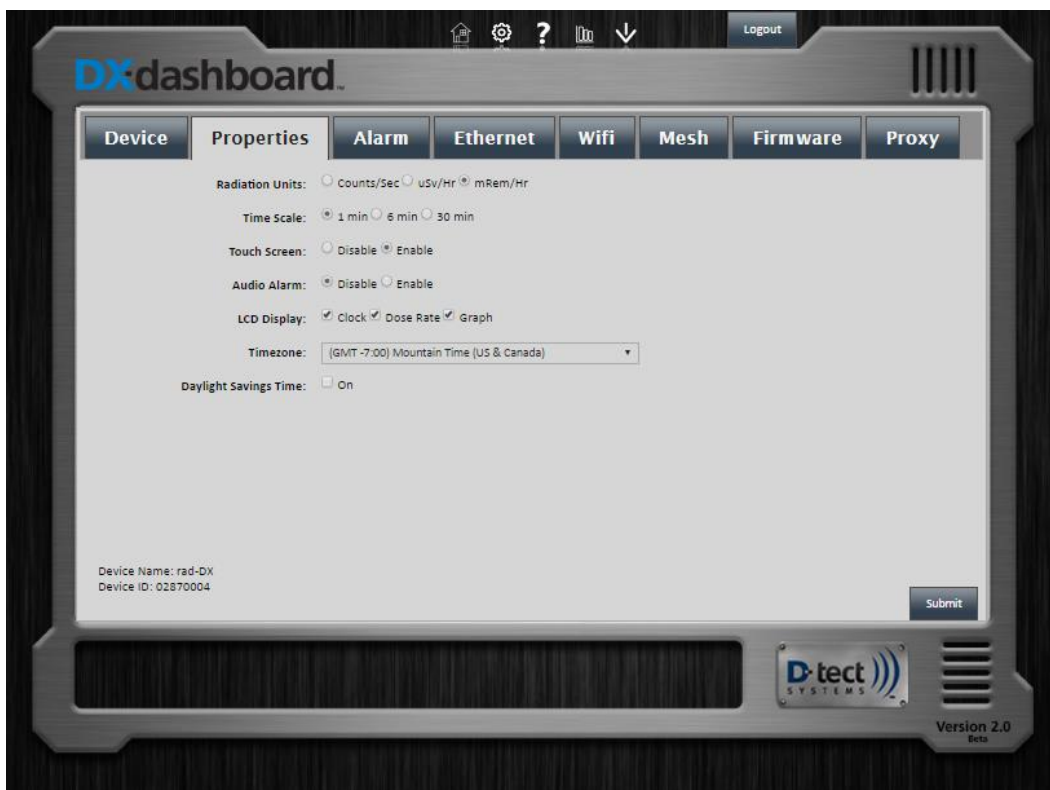 Logout
DXdashboard™
Device Properties Alarm Ethernet Wifi Mesh Firmware Proxy
Radiation Units: Counts/Sec uSv/Hr mRem/Hr
Time Scale: 1 min 6 min 30 min
Touch Screen: Disable Enable
Audio Alarm: Disable Enable
LCD Display: Clock Dose Rate Graph
Timezone: (GMT -7:00) Mountain Time (US & Canada)
Daylight Savings Time: On
Device Name: rad-DX
Device ID: 02870004
Submit
D·tect
SYSTEMS
Version 2.0
Beta